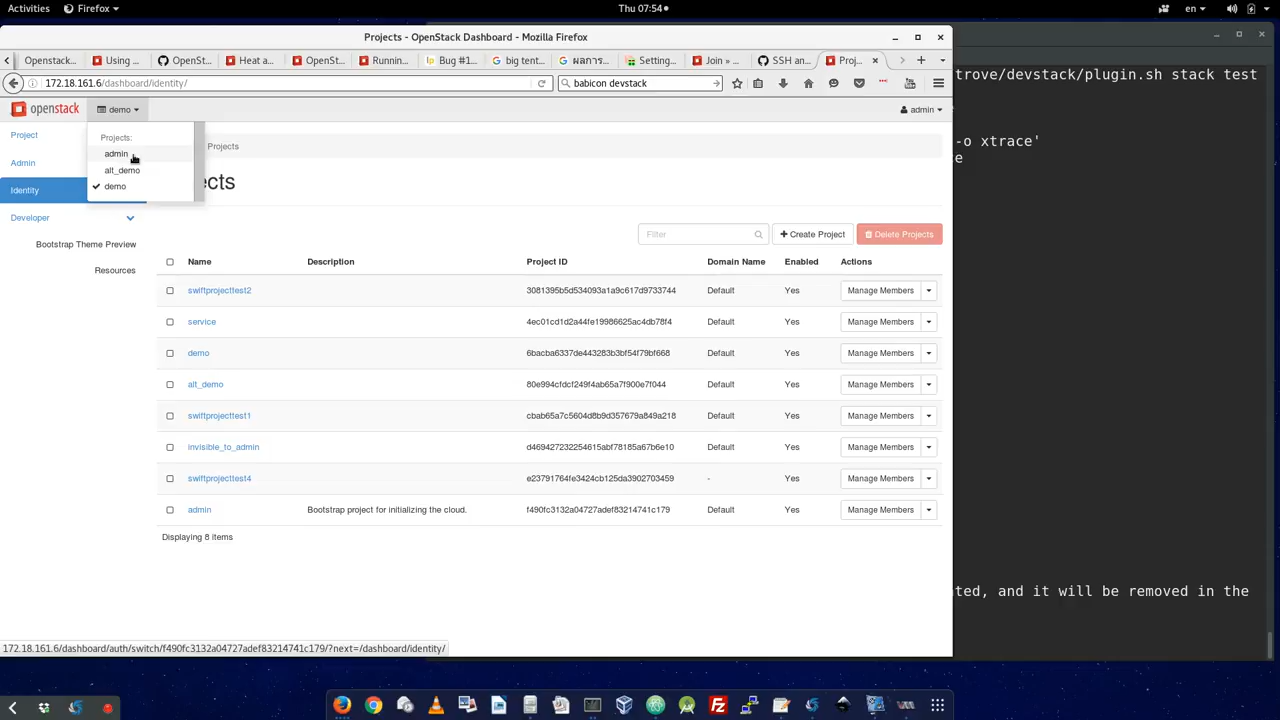 Activities
Firefox
Thu 07:54
en
Projects - OpenStack Dashboard - Mozilla Firefox
Openstack...
Using ...
OpenSt...
Heat a...
OpenSt...
Runnin...
Bug #1...
big tent...
ผลการ...
Setting...
Join » ...
SSH an...
Proj...
172.18.161.6/dashboard/identity/
babicon devstack
openstack
demo
admin
Project
Admin
Identity
Developer
Bootstrap Theme Preview
Resources
Projects:
admin
alt_demo
demo
Projects
ects
Filter
Create Project
Delete Projects
Name Description Project ID Domain Name Enabled Actions
swiftprojecttest2 3081395b5d534093a1a9c617d9733744 Default Yes Manage Members
service 4ec01cd1d2a44fe19986625ac4db78f4 Default Yes Manage Members
demo 6bacba6337de443283b3bf54f79bf668 Default Yes Manage Members
alt_demo 80e994cfdcf249f4ab65a7f900e7f044 Default Yes Manage Members
swiftprojecttest1 cbab65a7c5604d8b9d357679a849a218 Default Yes Manage Members
invisible_to_admin d469427232254615abf78185a67b6e10 Default Yes Manage Members
swiftprojecttest4 e23791764fe3424cb125da3902703459 - Yes Manage Members
admin Bootstrap project for initializing the cloud. f490fc3132a04727adef83214741c179 Default Yes Manage Members
Displaying 8 items
172.18.161.6/dashboard/auth/switch/f490fc3132a04727adef83214741c179/?next=/dashboard/identity/
trove/devstack/plugin.sh stack test
-o xtrace'
e
ted, and it will be removed in the